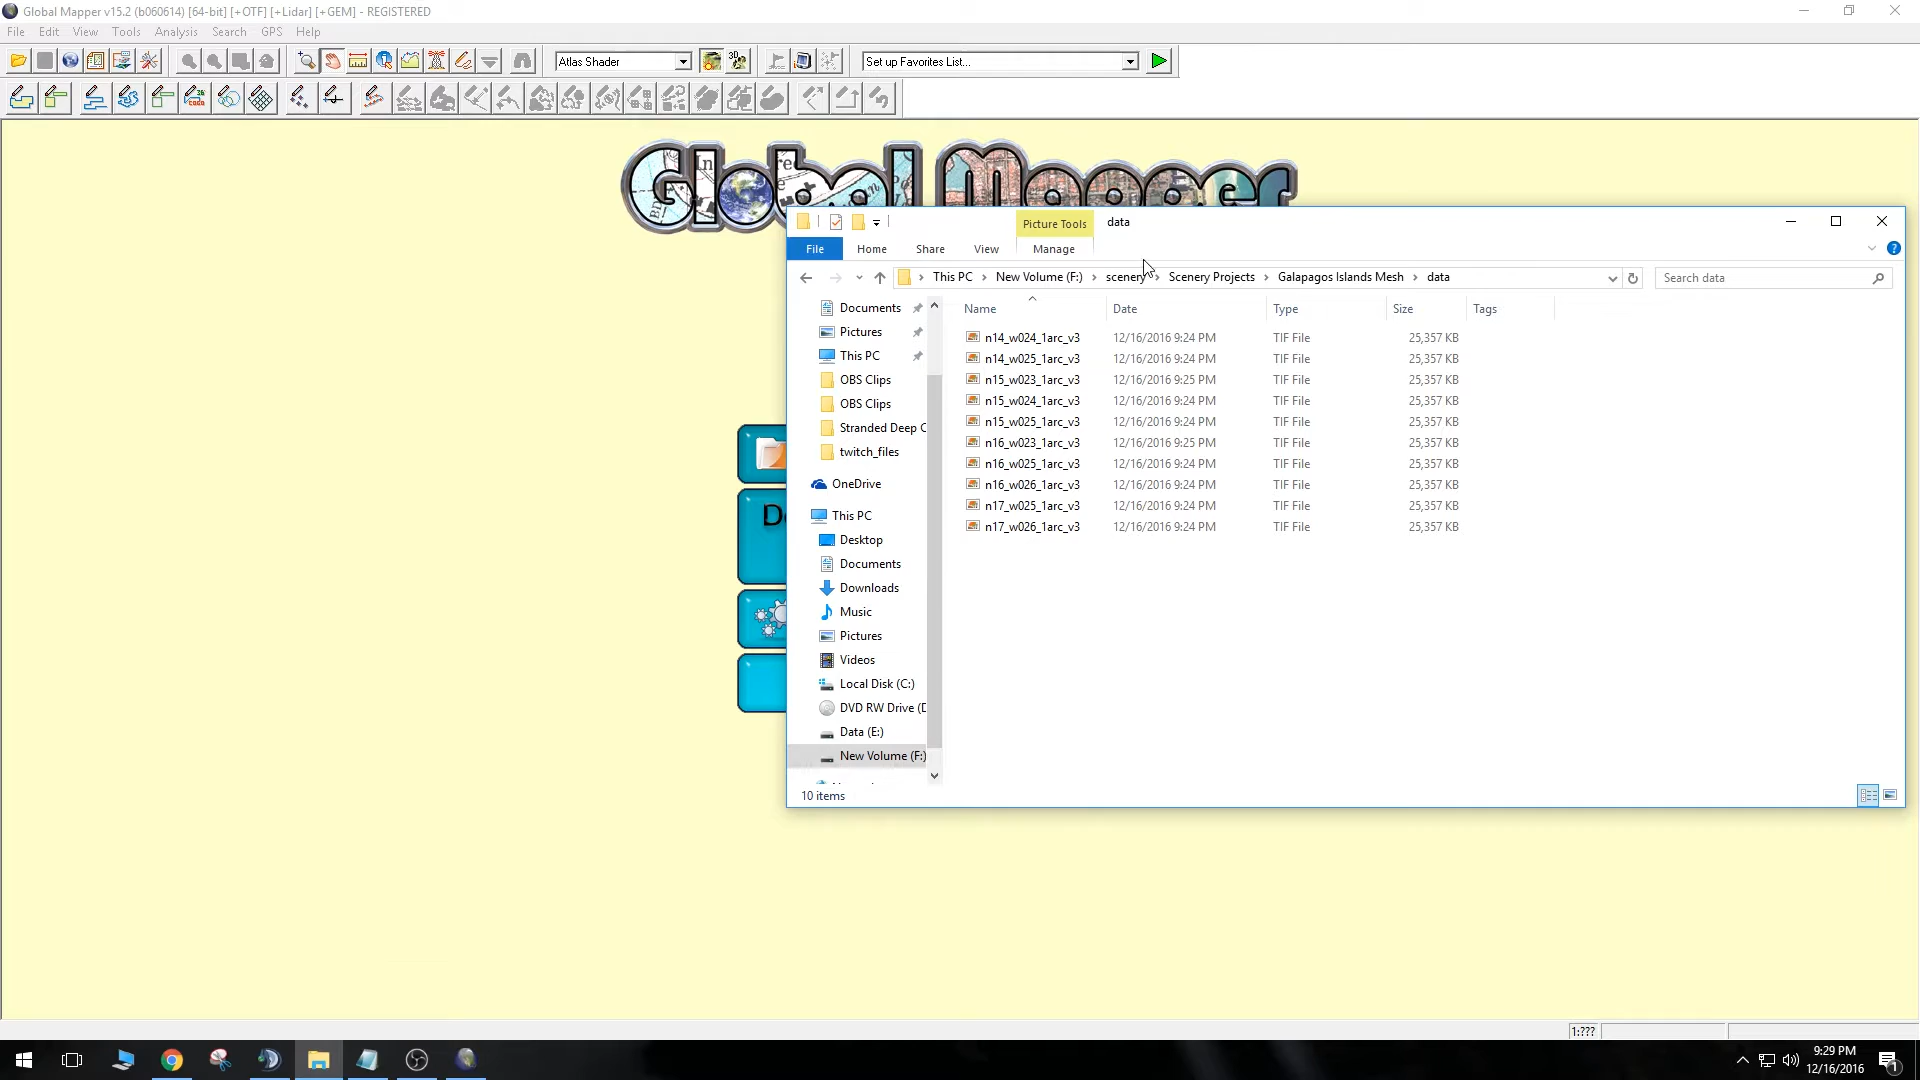 Global Mapper v15.2 (b060614) [64-bit] [+OTF] [+Lidar] [+GEM] - REGISTERED
File Edit View Tools Analysis Search GPS Help
Atlas Shader
Set up Favorites List...
Global Mapper
Picture Tools data
File Home Share View Manage
This PC New Volume (F:) scenery Scenery Projects Galapagos Islands Mesh data
Search data
Name Date Type Size Tags
Documents
Pictures
This PC
OBS Clips
OBS Clips
Stranded Deep C
twitch_files
OneDrive
This PC
Desktop
Documents
Downloads
Music
Pictures
Videos
Local Disk (C:)
DVD RW Drive (D
Data (E:)
New Volume (F:)
n14_w024_1arc_v3 12/16/2016 9:24 PM TIF File 25,357 KB
n14_w025_1arc_v3 12/16/2016 9:24 PM TIF File 25,357 KB
n15_w023_1arc_v3 12/16/2016 9:25 PM TIF File 25,357 KB
n15_w024_1arc_v3 12/16/2016 9:24 PM TIF File 25,357 KB
n15_w025_1arc_v3 12/16/2016 9:24 PM TIF File 25,357 KB
n16_w023_1arc_v3 12/16/2016 9:25 PM TIF File 25,357 KB
n16_w025_1arc_v3 12/16/2016 9:24 PM TIF File 25,357 KB
n16_w026_1arc_v3 12/16/2016 9:24 PM TIF File 25,357 KB
n17_w025_1arc_v3 12/16/2016 9:24 PM TIF File 25,357 KB
n17_w026_1arc_v3 12/16/2016 9:24 PM TIF File 25,357 KB
10 items
1:???
9:29 PM
12/16/2016